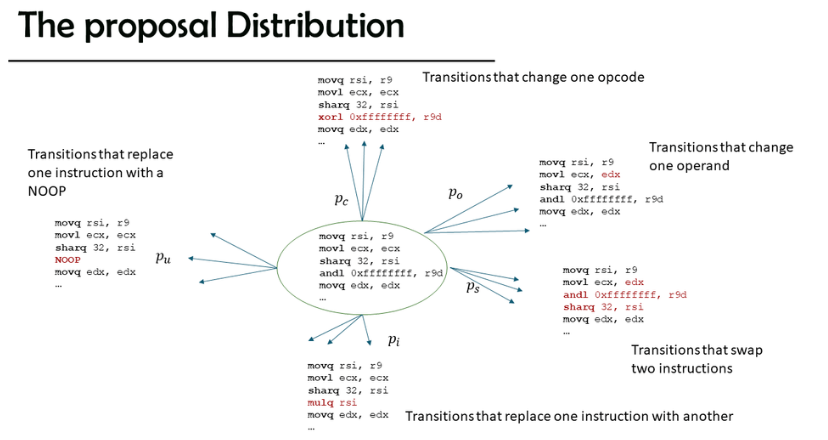 The proposal Distribution
movq rsi, r9
movl ecx, ecx
sharq 32, rsi
xorl 0xffffffff, r9d
movq edx, edx
…
Transitions that change one opcode
Transitions that replace
one instruction with a
NOOP
movq rsi, r9
movl ecx, ecx
sharq 32, rsi
NOOP
movq edx, edx
…
Transitions that change
one operand
movq rsi, r9
movl ecx, edx
sharq 32, rsi
andl 0xffffffff, r9d
movq edx, edx
…
pc
po
pu
movq rsi, r9
movl ecx, ecx
sharq 32, rsi
andl 0xffffffff, r9d
movq edx, edx
…
ps
movq rsi, r9
movl ecx, edx
andl 0xffffffff, r9d
sharq 32, rsi
movq edx, edx
…
Transitions that swap
two instructions
pi
movq rsi, r9
movl ecx, ecx
sharq 32, rsi
mulq rsi
movq edx, edx
…
Transitions that replace one instruction with another